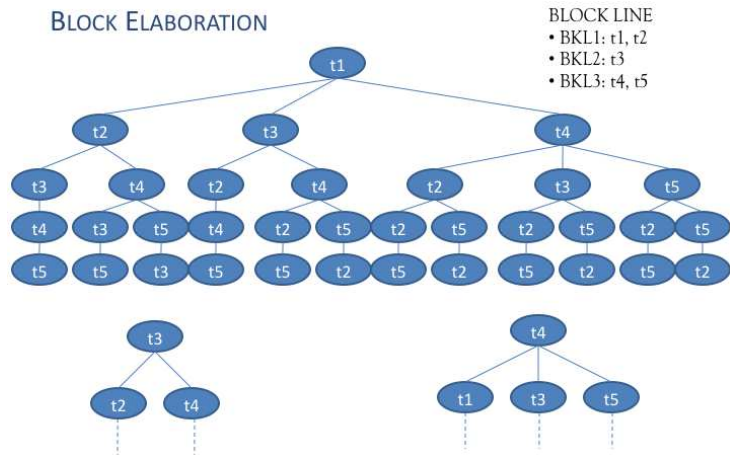 BLOCK ELABORATION
BLOCK LINE
• BKL1: t1, t2
• BKL2: t3
• BKL3: t4, t5
t1
t2 t3 t4
t3 t4 t2 t4 t2 t3 t5
t4 t3 t5 t4 t2 t5 t2 t5 t2 t5 t2 t5
t5 t5 t3 t5 t5 t2 t5 t2 t5 t2 t5 t2
t3 t4
t2 t4 t1 t3 t5